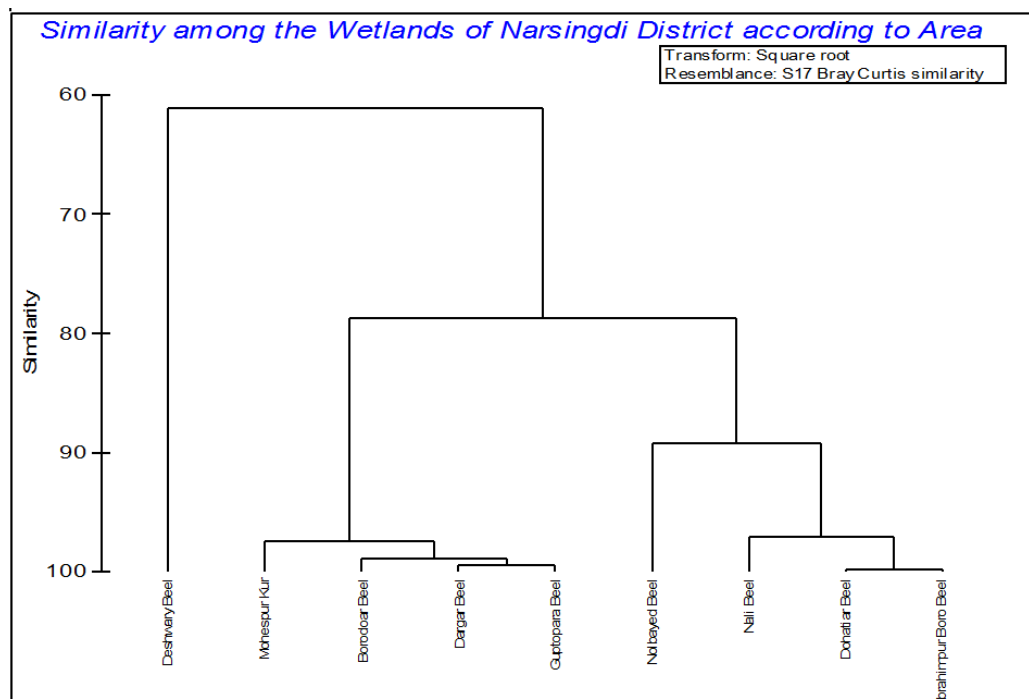 Similarity among the Wetlands of Narsingdi District according to Area
Transform: Square root
Resemblance: S17 Bray Curtis similarity
60
70
80
90
100
Similarity
Deshwary Beel
Mohespur Kur
Borodoar Beel
Dargar Beel
Guptopara Beel
Nolbayed Beel
Nali Beel
Dohatlar Beel
brahimpur Boro Beel